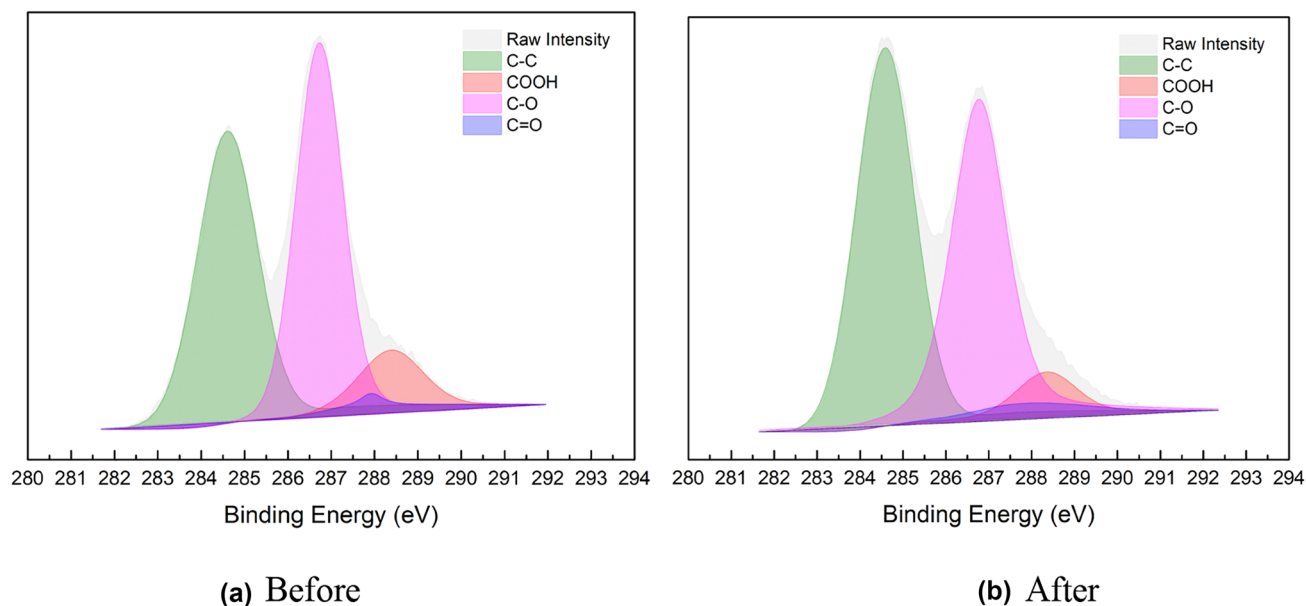 Raw Intensity
C-C
COOH
C-O
C=O
280 281 282 283 284 285 286 287 288 289 290 291 292 293 294
Binding Energy (eV)
(a) Before
Raw Intensity
C-C
COOH
C-O
C=O
280 281 282 283 284 285 286 287 288 289 290 291 292 293 294
Binding Energy (eV)
(b) After